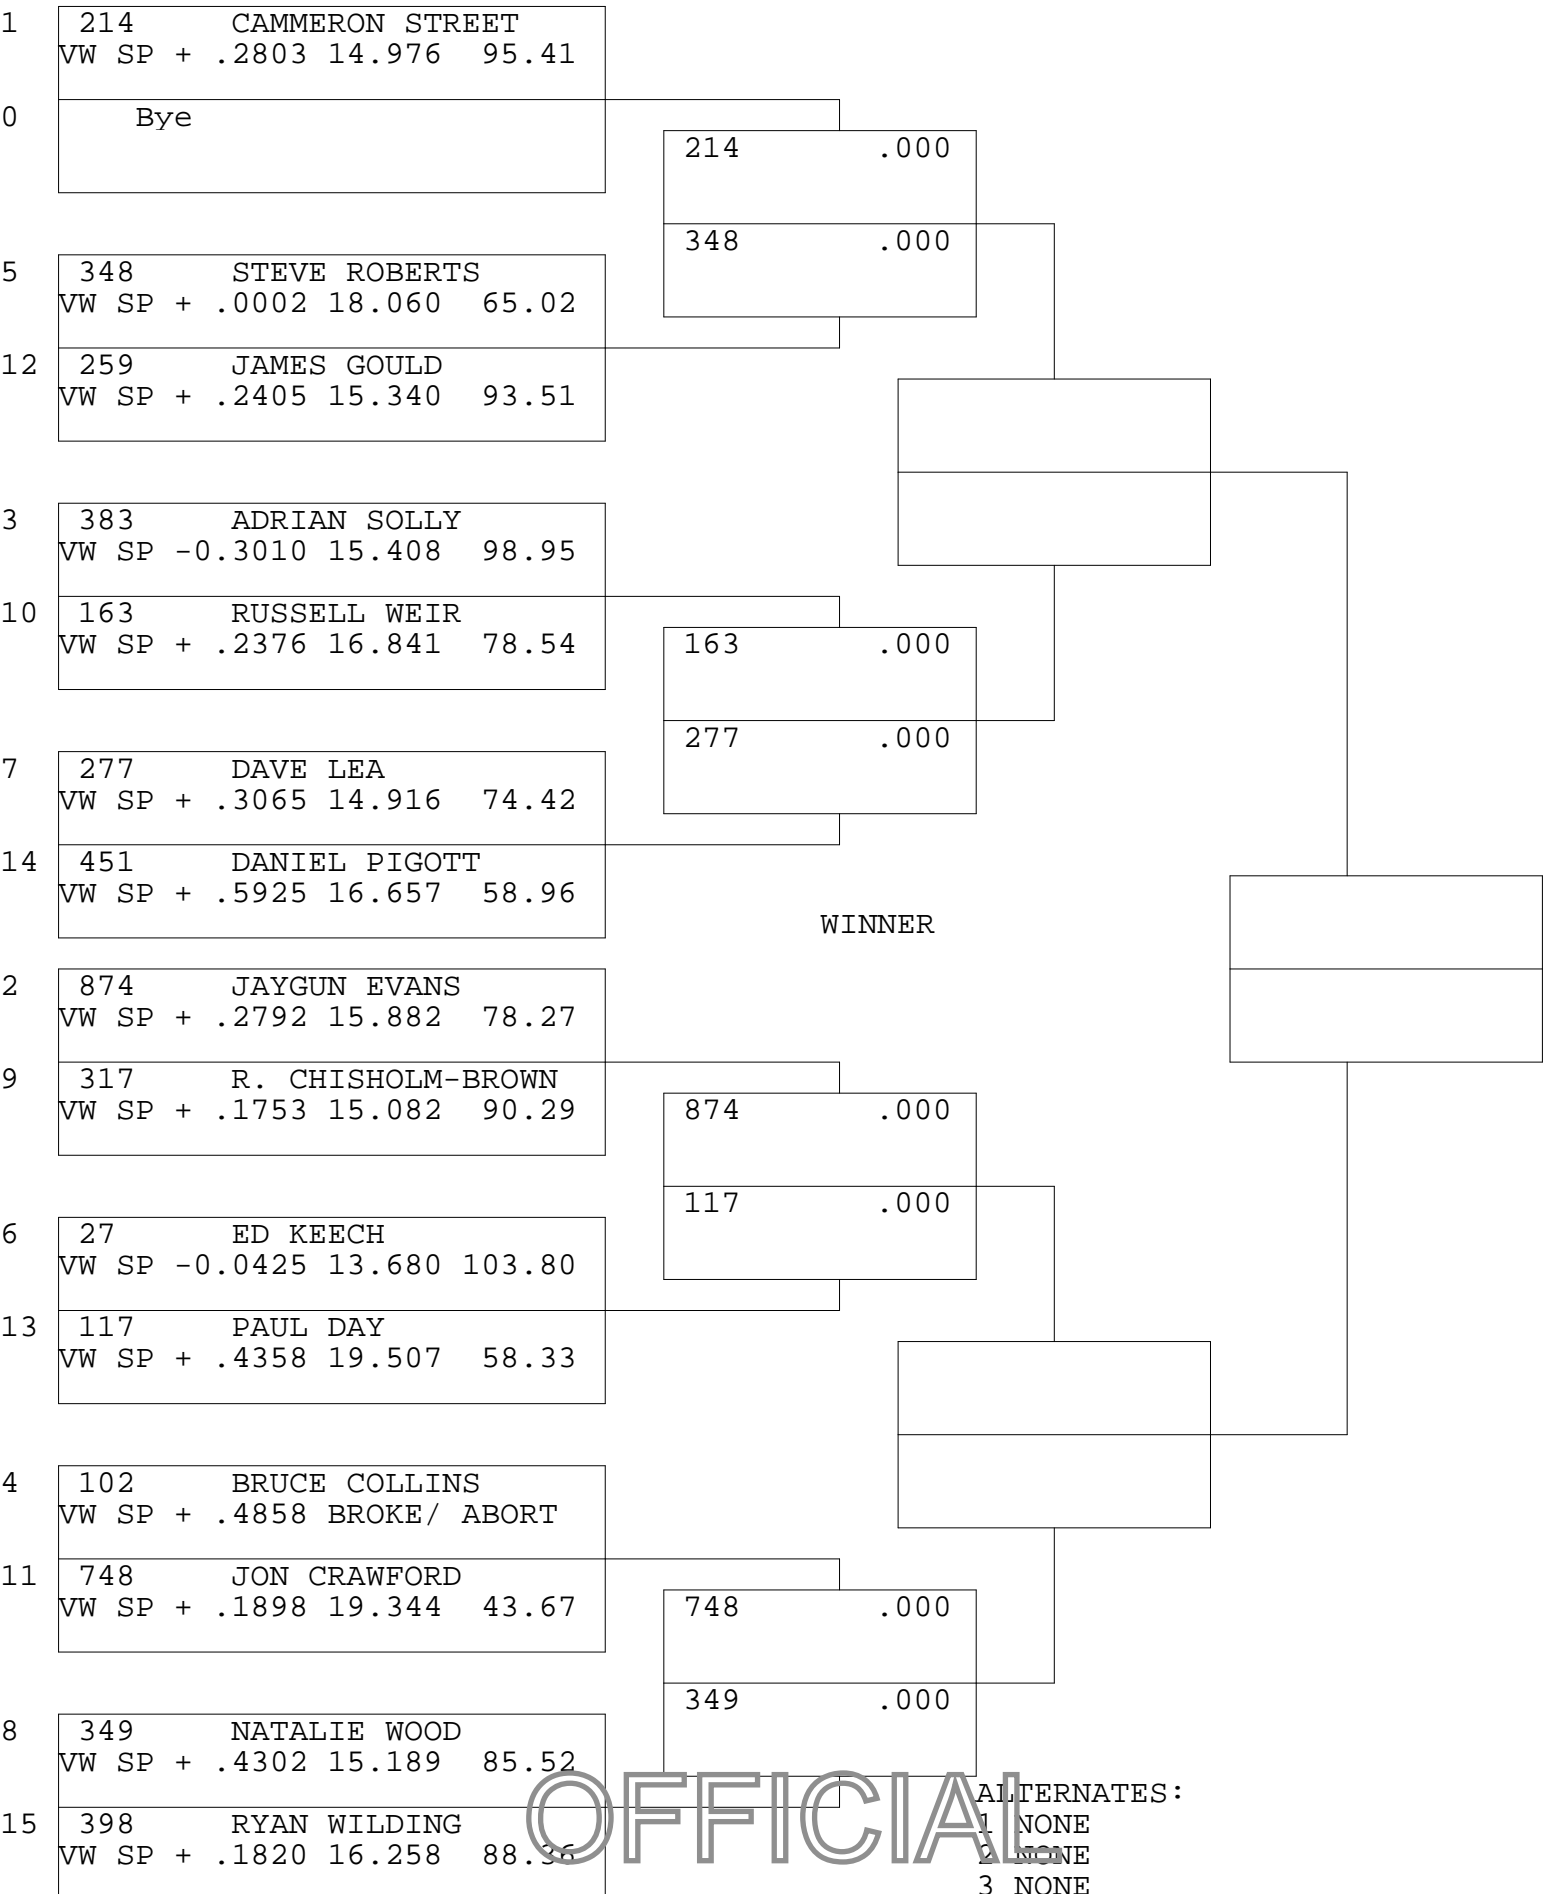 1 214 CAMMERON STREET
VW SP + .2803 14.976 95.41
0 Bye
214 .000
348 .000
5 348 STEVE ROBERTS
VW SP + .0002 18.060 65.02
12 259 JAMES GOULD
VW SP + .2405 15.340 93.51
3 383 ADRIAN SOLLY
VW SP -0.3010 15.408 98.95
10 163 RUSSELL WEIR
VW SP + .2376 16.841 78.54
163 .000
277 .000
7 277 DAVE LEA
VW SP + .3065 14.916 74.42
14 451 DANIEL PIGOTT
VW SP + .5925 16.657 58.96
WINNER
2 874 JAYGUN EVANS
VW SP + .2792 15.882 78.27
9 317 R. CHISHOLM-BROWN
VW SP + .1753 15.082 90.29
874 .000
117 .000
6 27 ED KEECH
VW SP -0.0425 13.680 103.80
13 117 PAUL DAY
VW SP + .4358 19.507 58.33
4 102 BRUCE COLLINS
VW SP + .4858 BROKE/ ABORT
11 748 JON CRAWFORD
VW SP + .1898 19.344 43.67
748 .000
349 .000
8 349 NATALIE WOOD
VW SP + .4302 15.189 85.52
15 398 RYAN WILDING
VW SP + .1820 16.258 88.36
OFFICIAL
ALTERNATES:
1 NONE
2 NONE
3 NONE